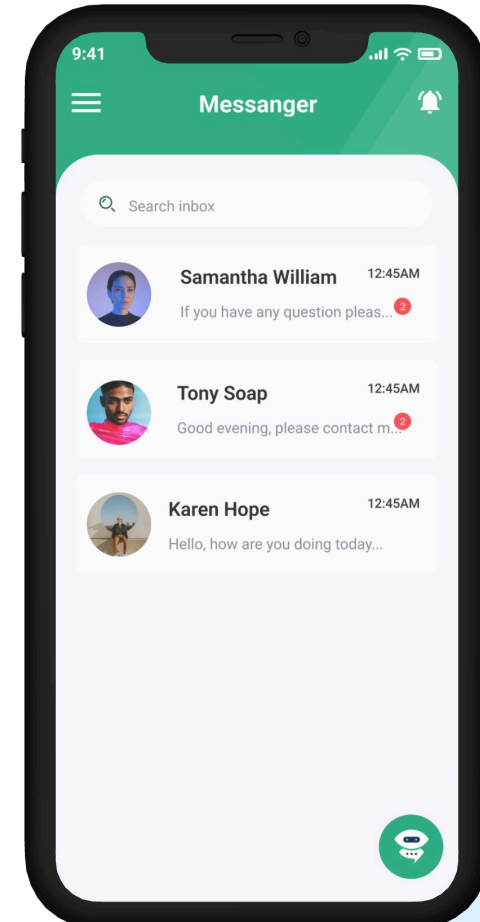 9:41
Messanger
Search inbox
Samantha William 12:45AM
If you have any question pleas... 2
Tony Soap 12:45AM
Good evening, please contact m... 2
Karen Hope 12:45AM
Hello, how are you doing today...